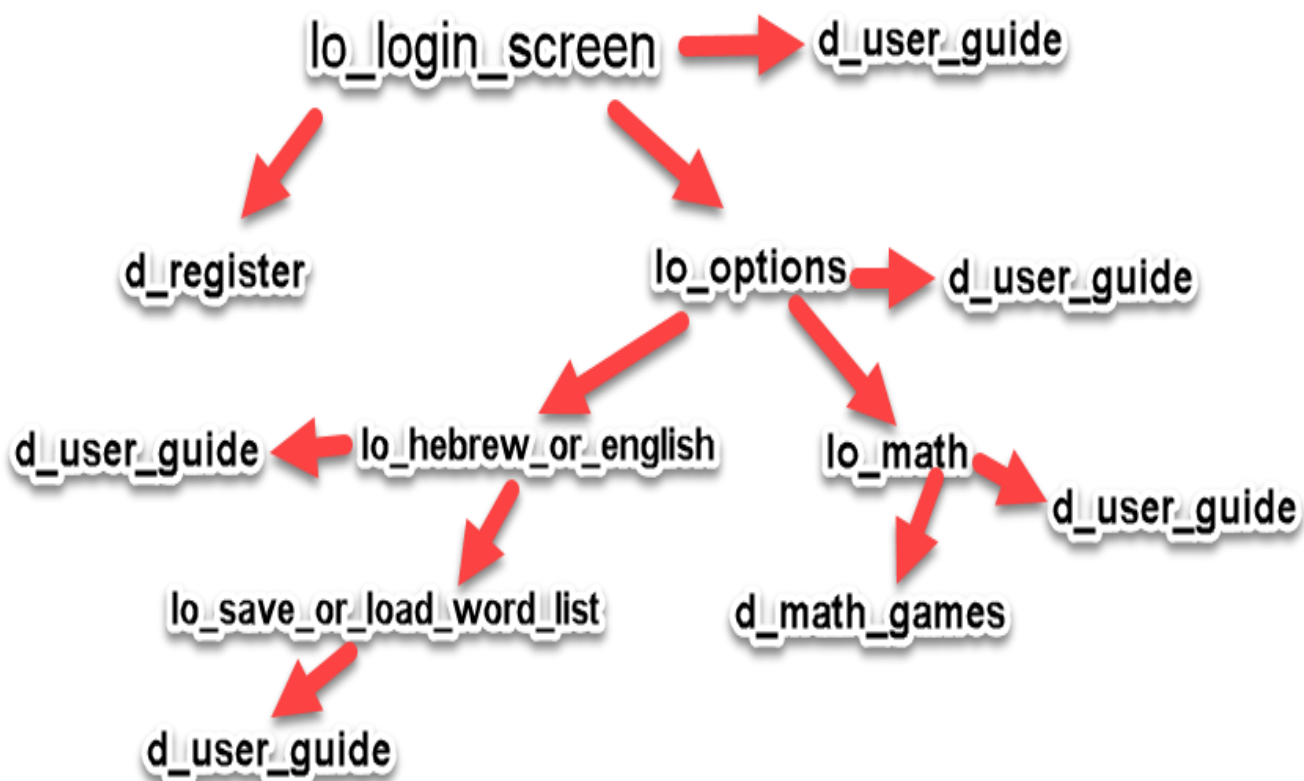 lo_login_screen
d_user_guide
d_register
lo_options
d_user_guide
d_user_guide
lo_hebrew_or_english
lo_math
d_user_guide
lo_save_or_load_word_list
d_math_games
d_user_guide